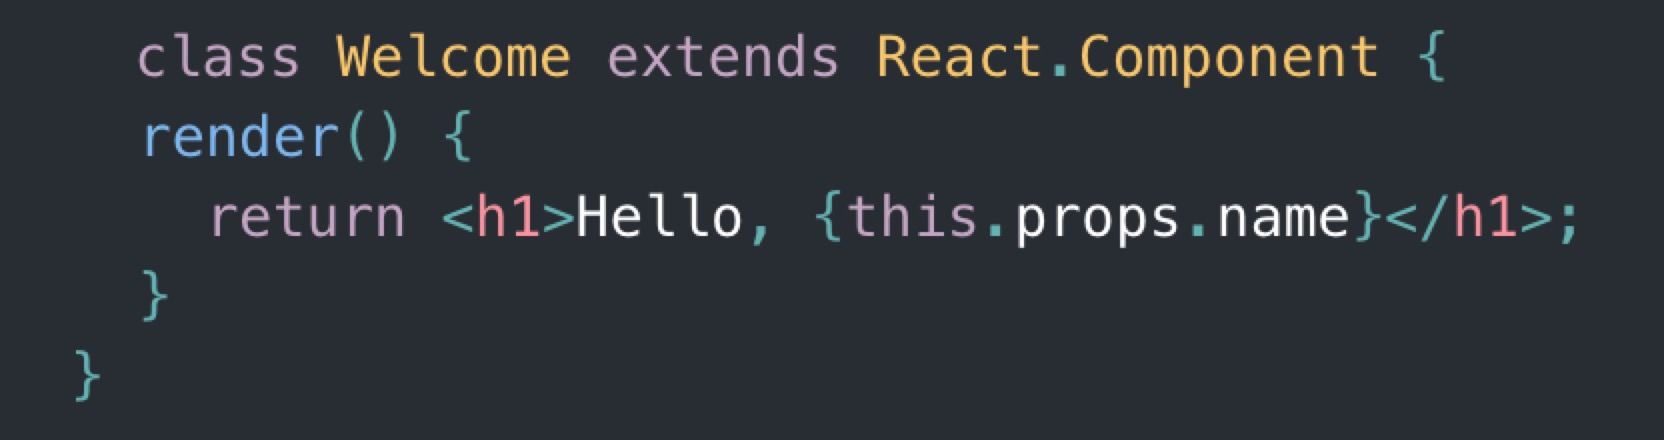 class Welcome extends React.Component {
render() {
return <h1>Hello, {this.props.name}</h1>;
}
}